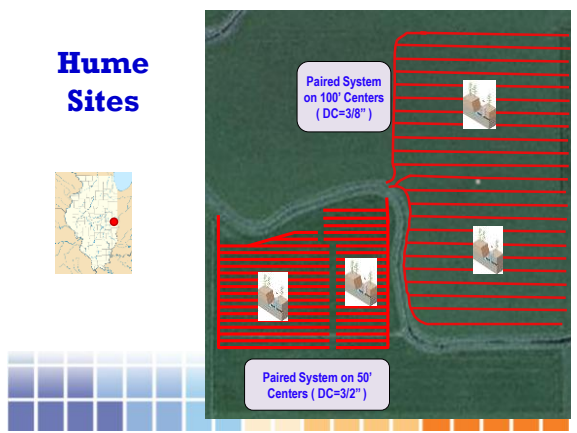 Hume
Sites
Paired System
on 100' Centers
( DC=3/8" )
Paired System on 50'
Centers ( DC=3/2" )